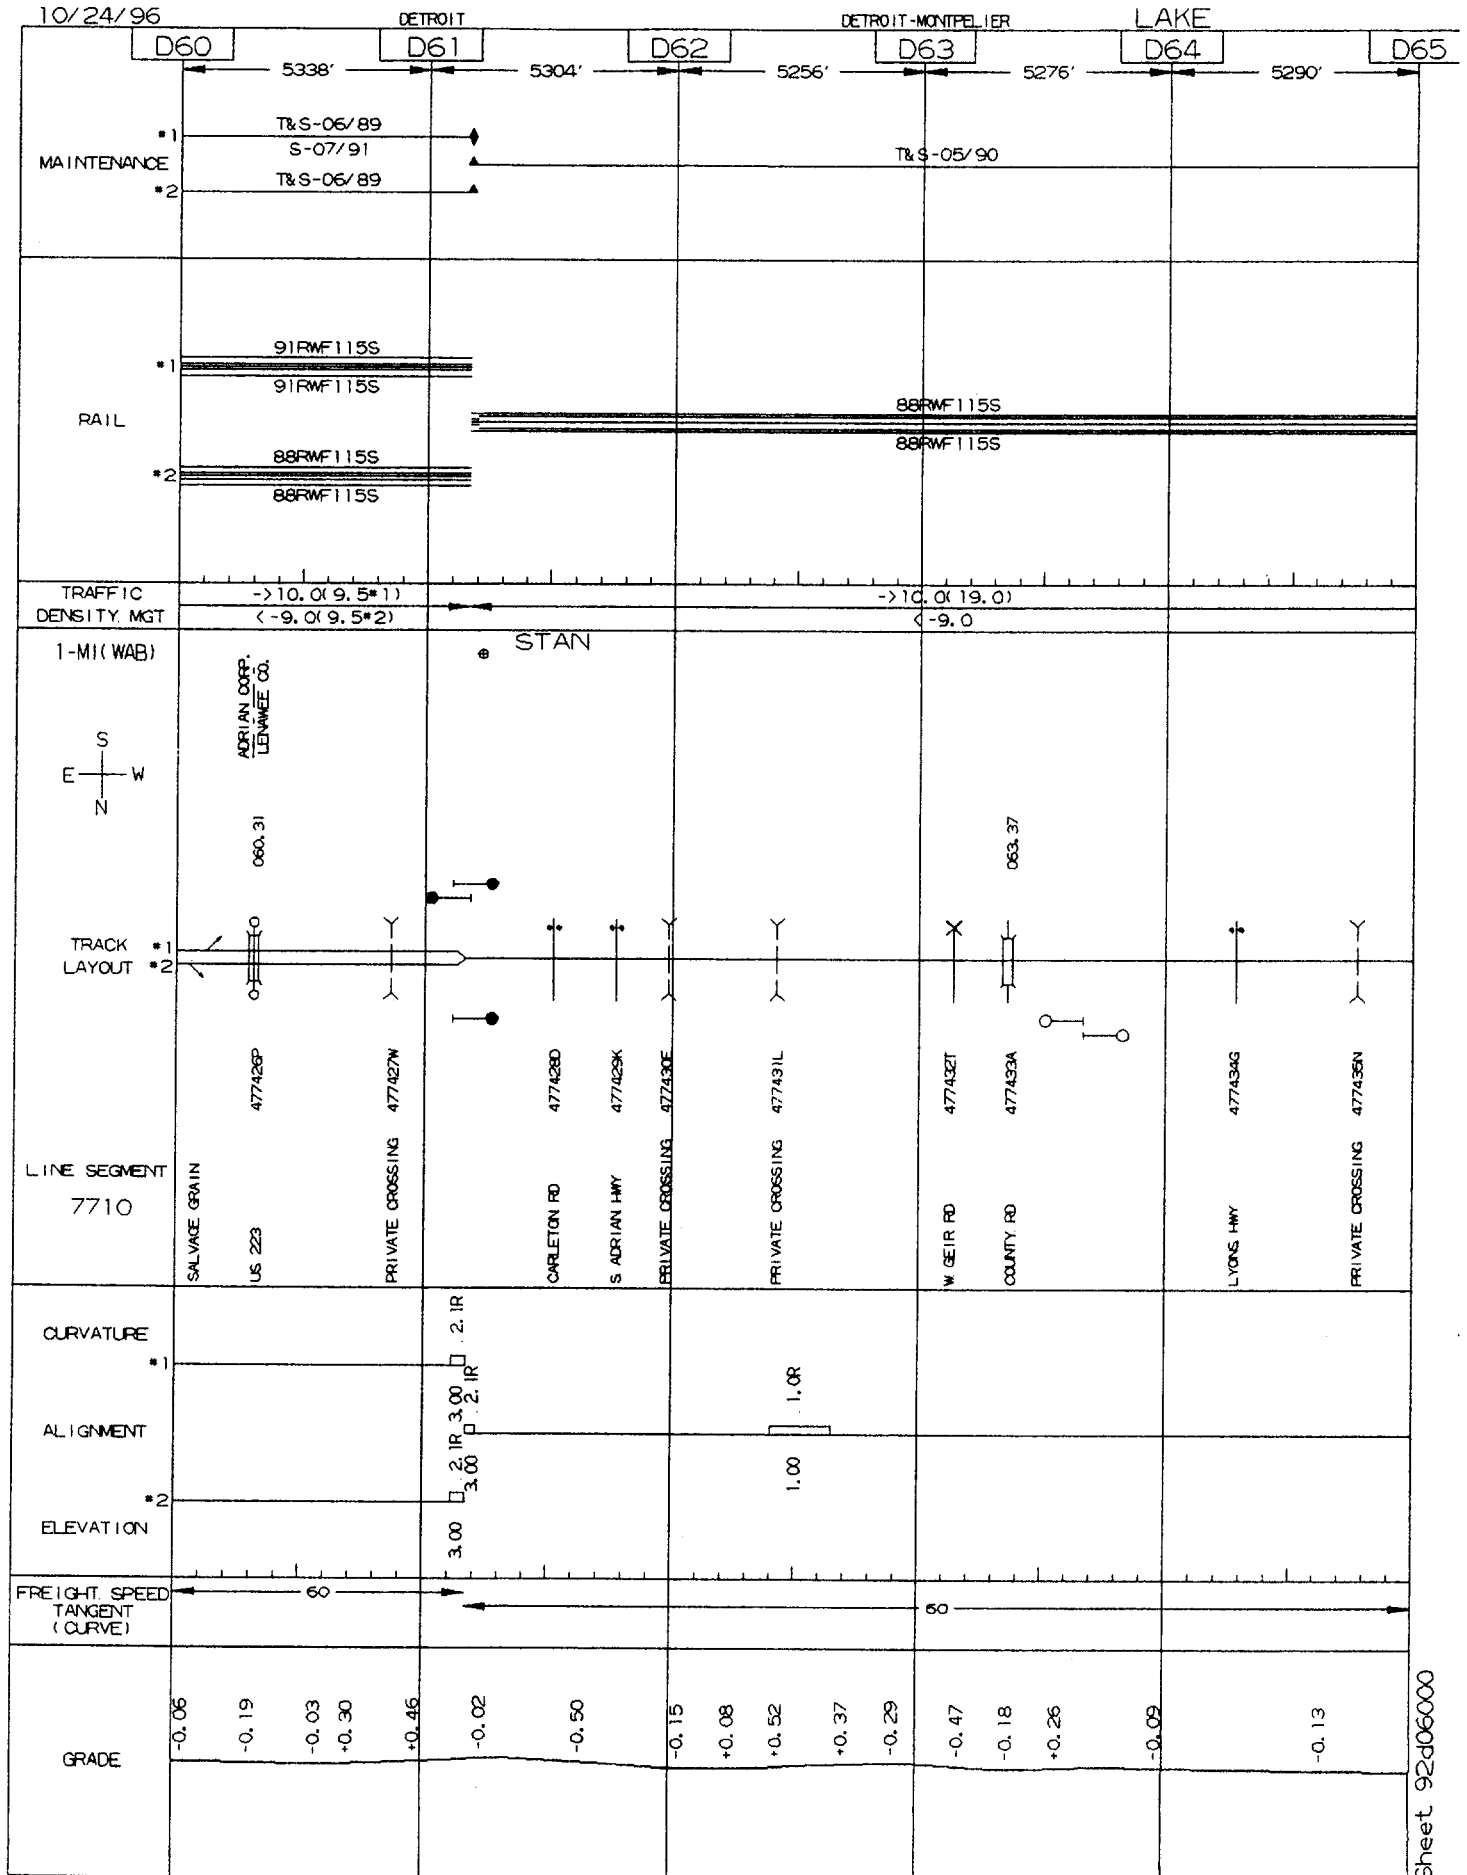 10/24/96
DETROIT
DETROIT-MONTPELIER
LAKE
D60
D61
D62
D63
D64
D65
5338'
5304'
5256'
5276'
5290'
MAINTENANCE
#1
T&S-06/89
S-07/91
T&S-05/90
#2
T&S-06/89
RAIL
#1
91RWF115S
91RWF115S
88RWF115S
88RWF115S
#2
88RWF115S
88RWF115S
TRAFFIC
DENSITY. MGT
->10.0(9.5#1)
<-9.0(9.5#2)
->10.0(19.0)
<-9.0
1-MI(WAB)
ADRIAN CORP.
LENAWEE CO.
STAN
S
E
W
N
060.31
063.37
TRACK #1
LAYOUT #2
477426P
477427W
477428D
477429K
477430E
477431L
477432T
477433A
477434G
477435N
LINE SEGMENT
7710
SALVAGE GRAIN
US 223
PRIVATE CROSSING
CARLETON RD
S. ADRIAN HWY
PRIVATE CROSSING
PRIVATE CROSSING
W. GEIR RD
COUNTY. RD
LYONS. HWY
PRIVATE CROSSING
CURVATURE
#1
2.1R
3.00
ALIGNMENT
2.1R
3.00
1.0R
1.00
#2
2.1R
3.00
ELEVATION
FREIGHT. SPEED
TANGENT
(CURVE)
60
60
GRADE
-0.06
-0.19
-0.03
+0.30
+0.46
-0.02
-0.50
-0.15
+0.08
+0.52
+0.37
-0.29
-0.47
-0.18
+0.26
-0.09
-0.13
Sheet 92d06000